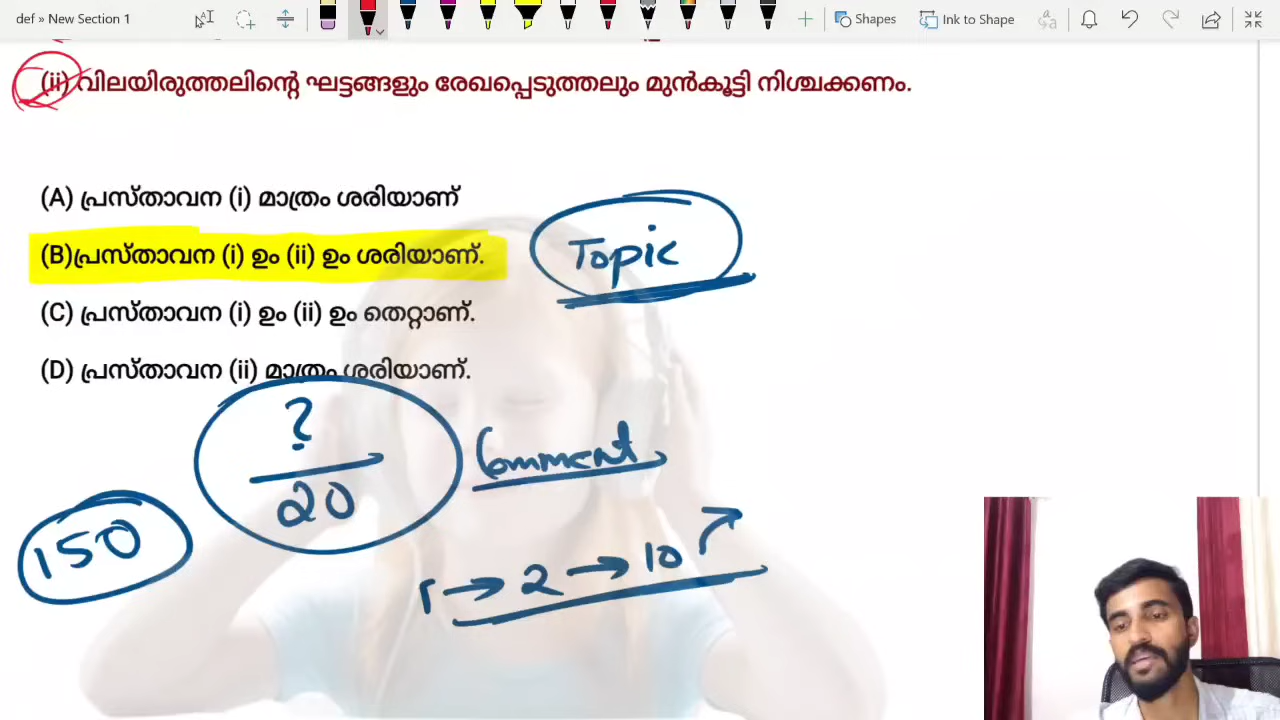 def » New Section 1
Shapes
Ink to Shape
(ii) വിലയിരുത്തലിന്റെ ഘട്ടങ്ങളും രേഖപ്പെടുത്തലും മുൻകൂട്ടി നിശ്ചക്കണം.
(A) പ്രസ്താവന (i) മാത്രം ശരിയാണ്
(B)പ്രസ്താവന (i) ഉം (ii) ഉം ശരിയാണ്.
Topic
(C) പ്രസ്താവന (i) ഉം (ii) ഉം തെറ്റാണ്.
(D) പ്രസ്താവന (ii) മാത്രം ശരിയാണ്.
?
20
Comment
150
1 → 2 → 10